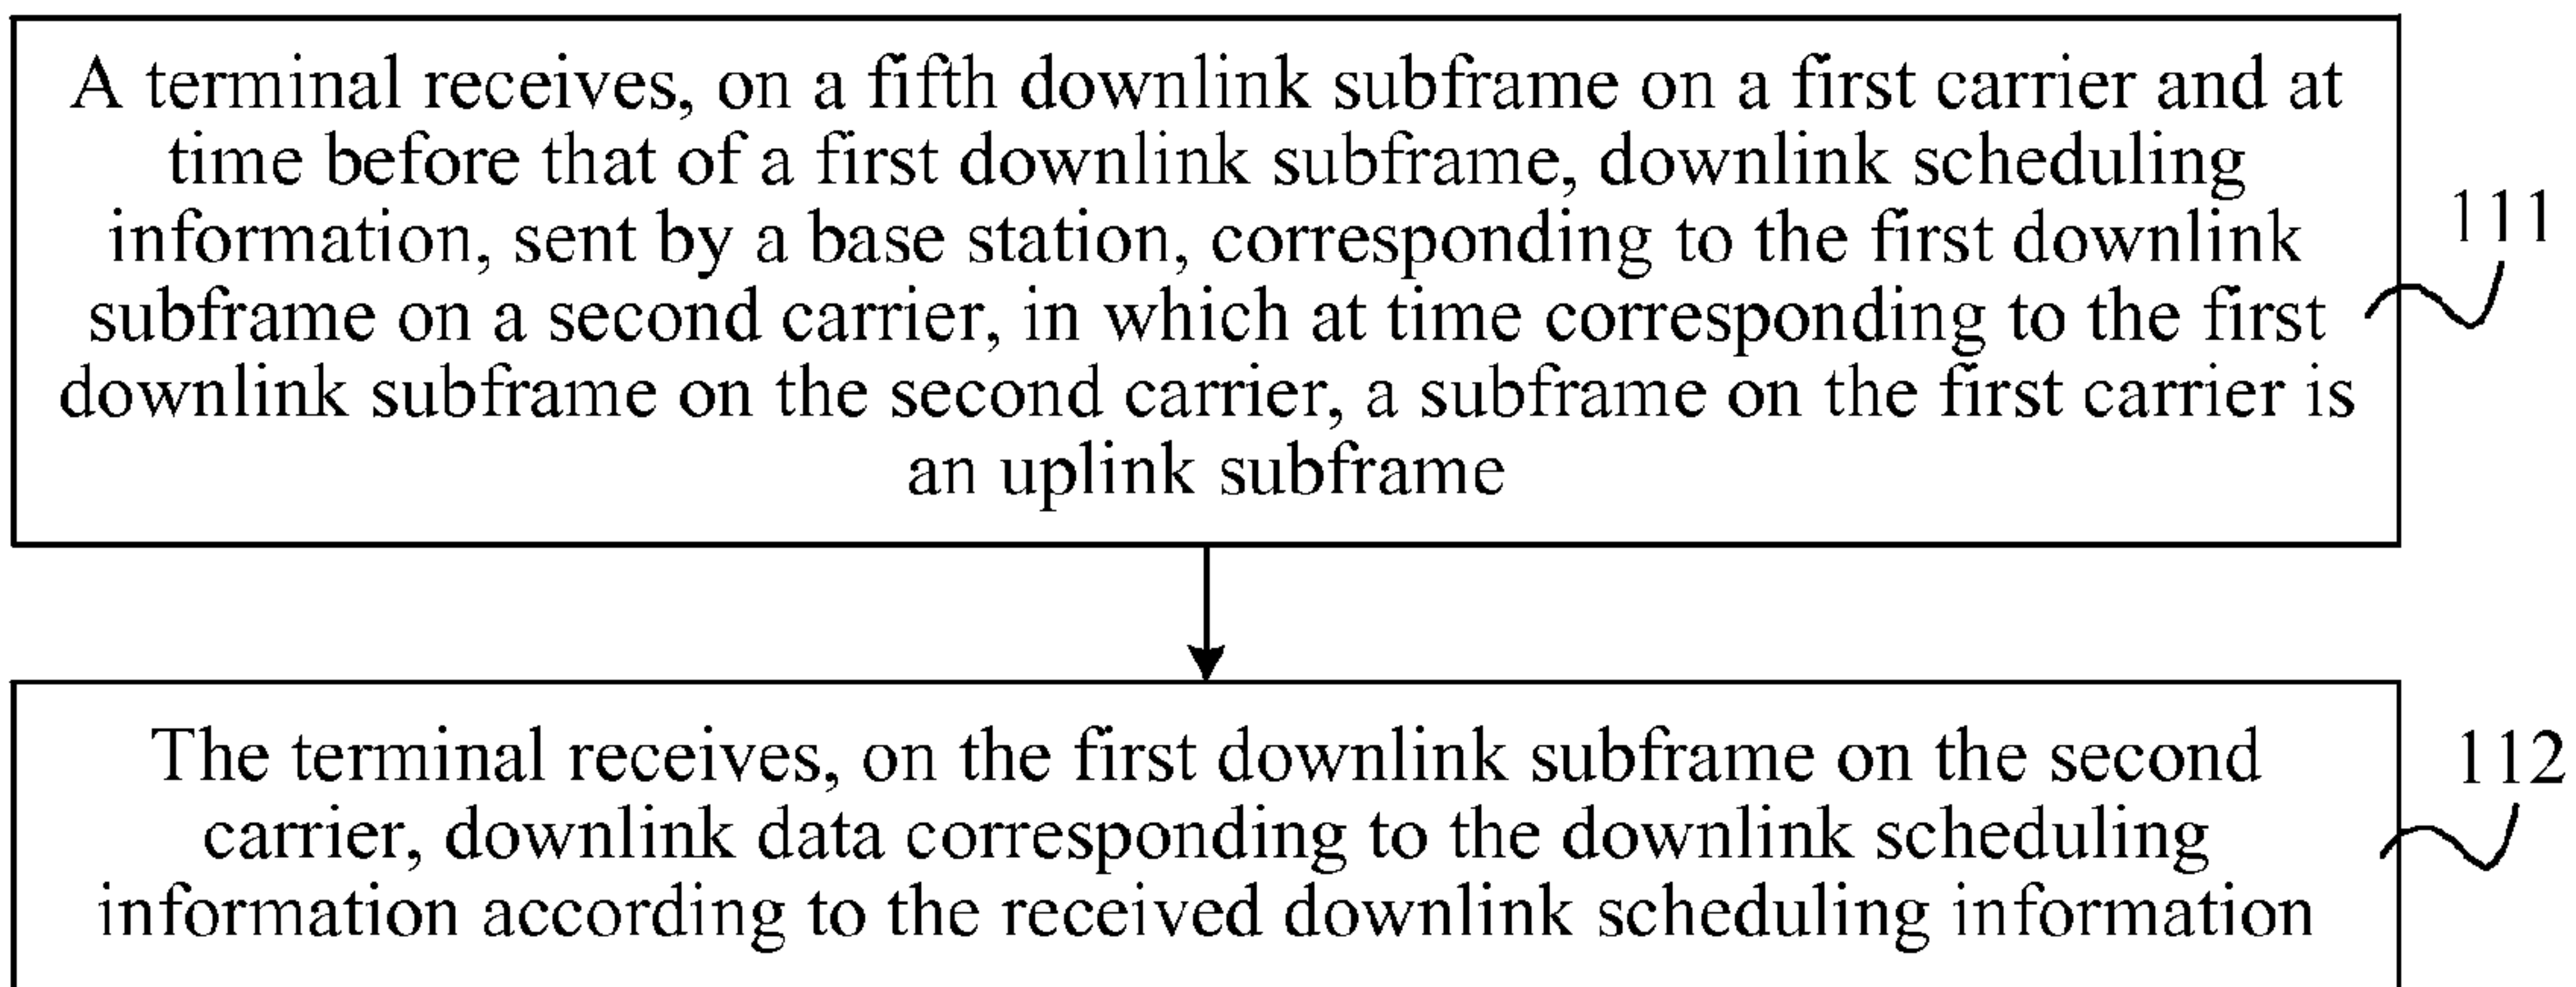 A terminal receives, on a fifth downlink subframe on a first carrier and at
time before that of a first downlink subframe, downlink scheduling
information, sent by a base station, corresponding to the first downlink
subframe on a second carrier, in which at time corresponding to the first
downlink subframe on the second carrier, a subframe on the first carrier is
an uplink subframe
111
The terminal receives, on the first downlink subframe on the second
carrier, downlink data corresponding to the downlink scheduling
information according to the received downlink scheduling information
112